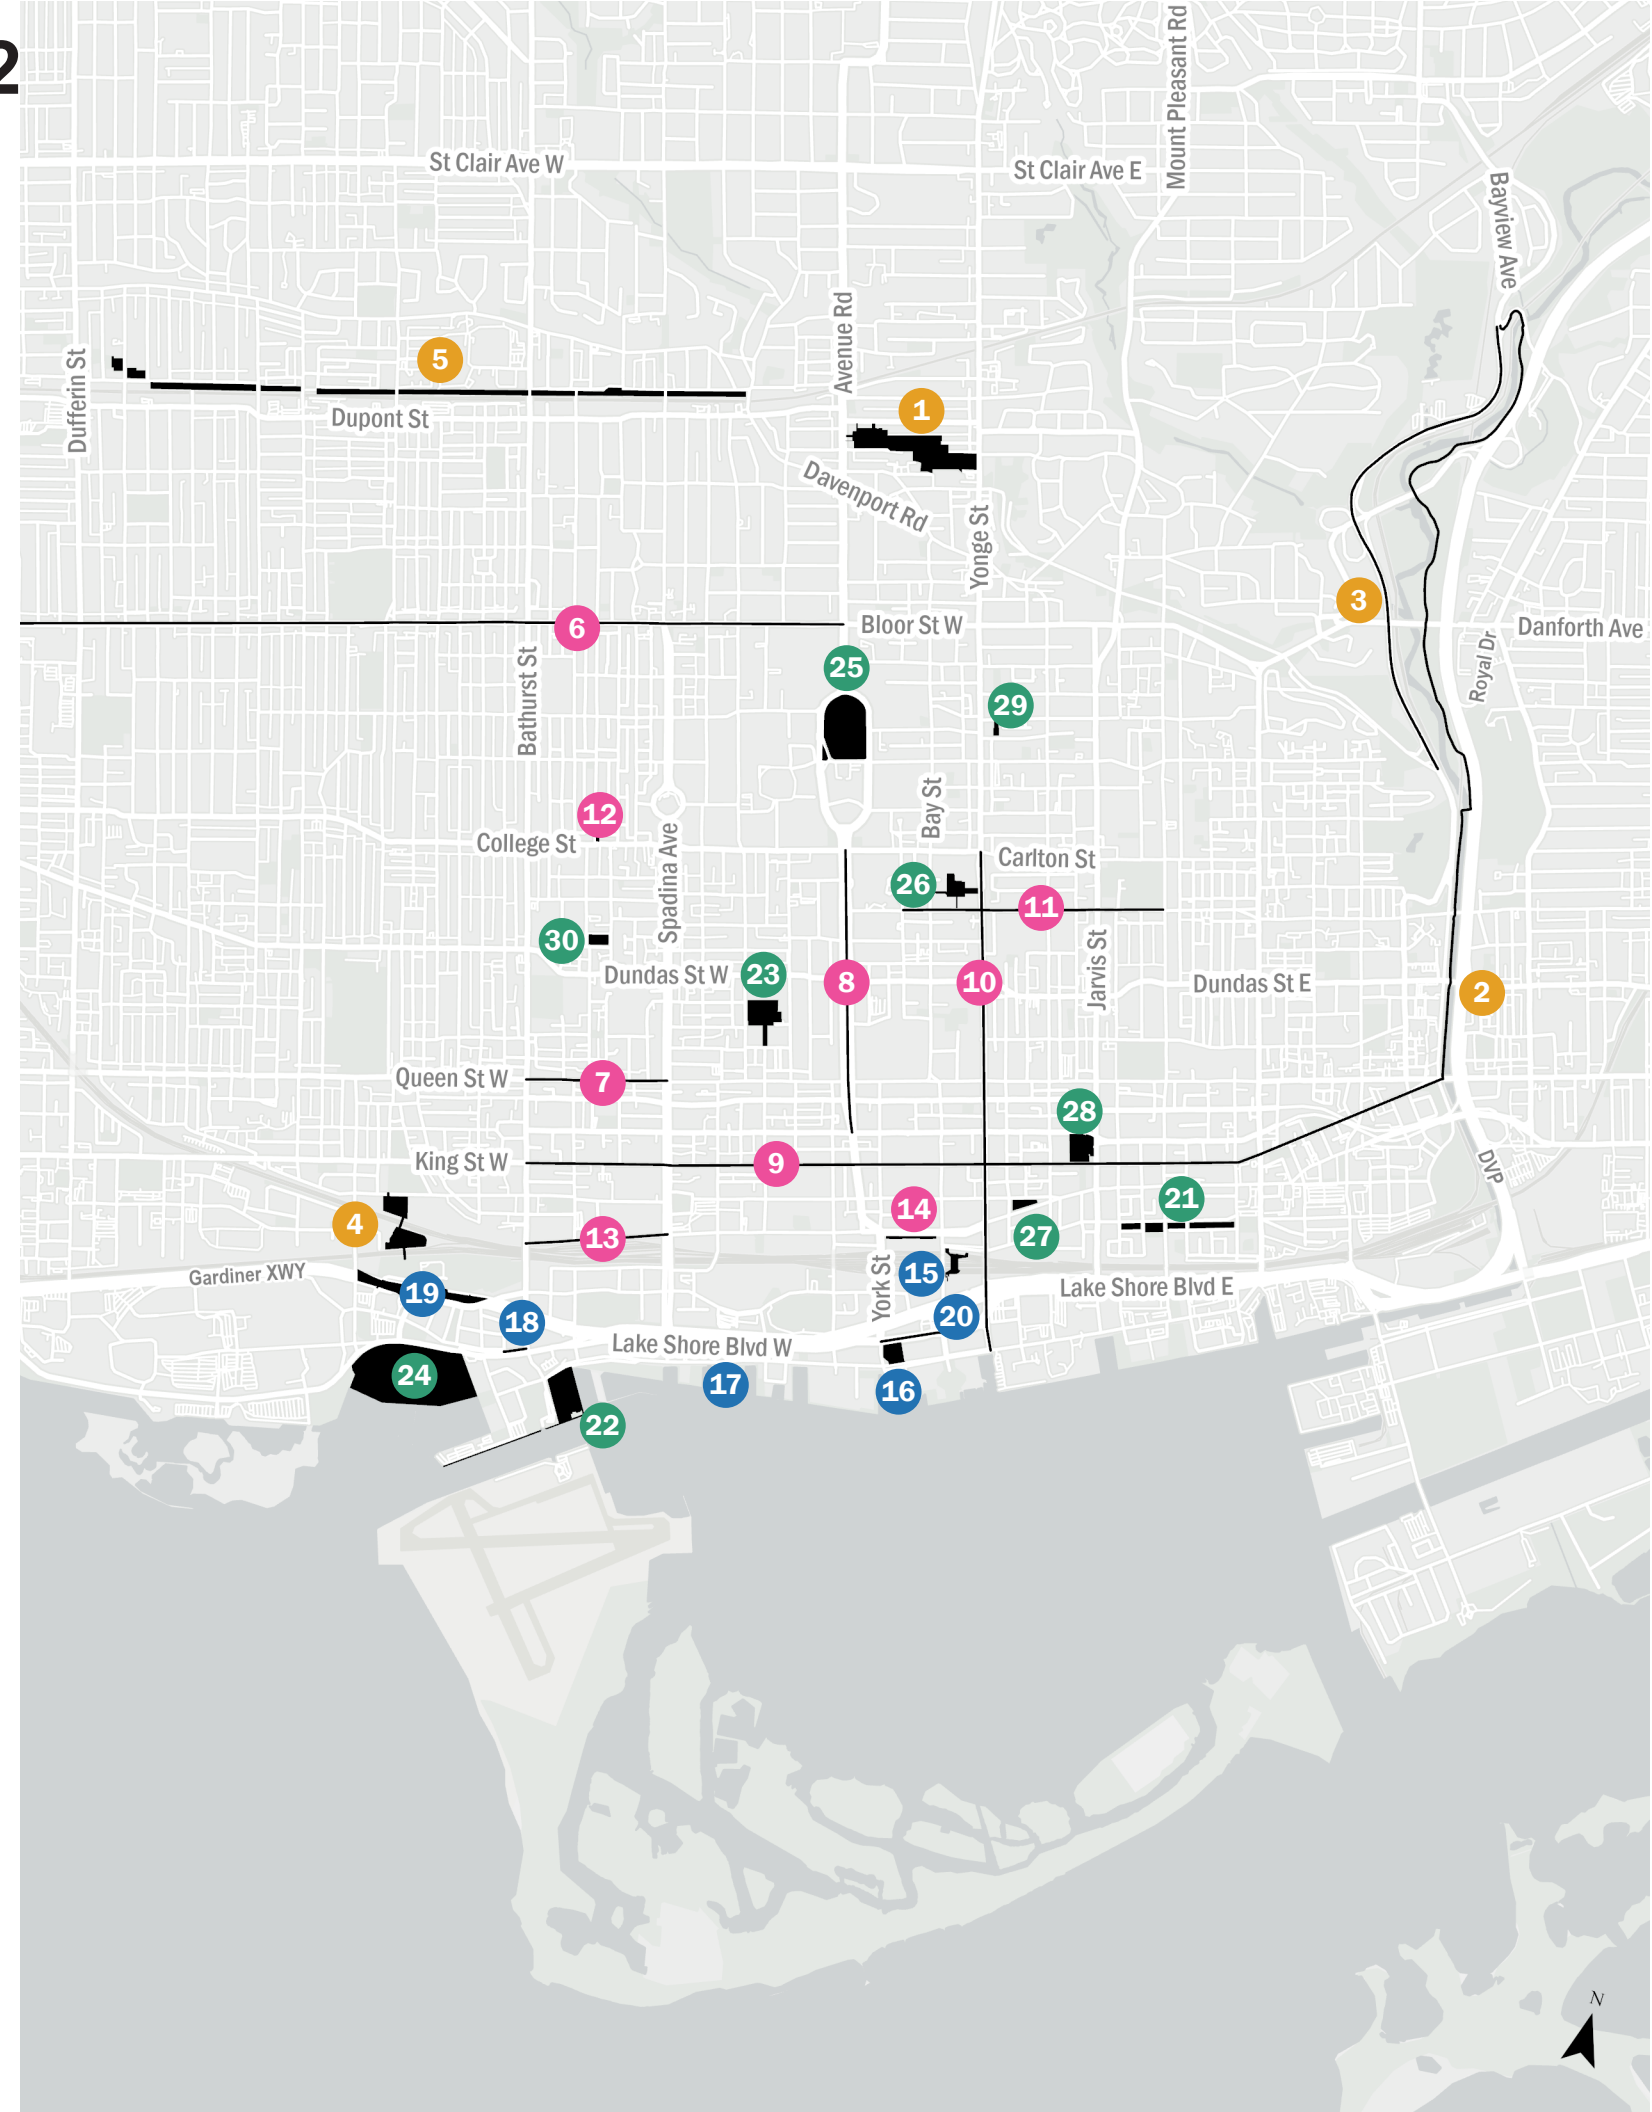 2
Mount Pleasant Rd
St Clair Ave W
St Clair Ave E
Bayview Ave
Avenue Rd
Dufferin St
5
1
Dupont St
Davenport Rd
Yonge St
3
6
Bloor St W
Danforth Ave
Royal Dr
Bathurst St
25
29
Bay St
12
College St
Spadina Ave
Carlton St
26
11
30
Jarvis St
Dundas St W
23
8
10
Dundas St E
2
Queen St W
7
28
King St W
9
DVP
4
14
21
13
27
York St
15
Gardiner XWY
19
Lake Shore Blvd E
18
20
Lake Shore Blvd W
24
17
16
22
N